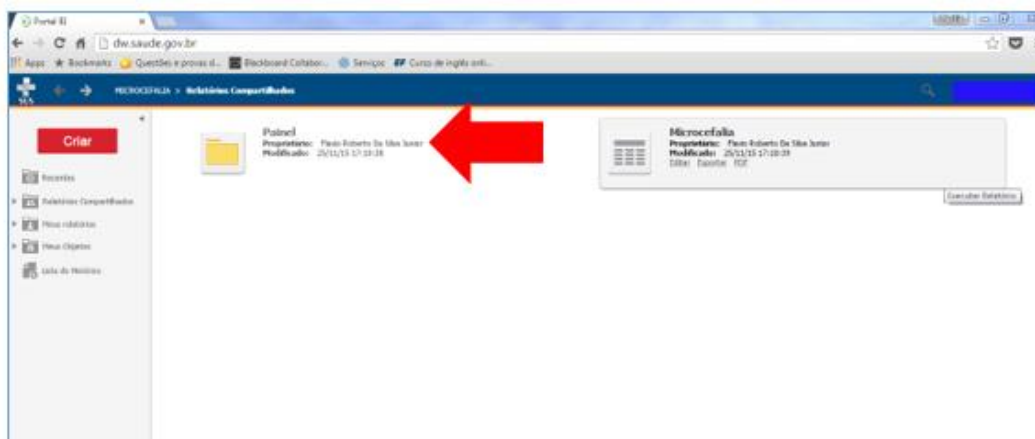 Portal BI
dw.saude.gov.br
Apps Bookmarks Questões e provas d... Blackboard Collabor... Serviços Curso de inglês onli...
SUS MICROCEFALIA > Relatórios Compartilhados
Criar
Recentes
Relatórios Compartilhados
Meus relatórios
Meus Objetos
Lista do Histórico
Painel
Proprietário: Flavio Roberto Da Silva Junior
Modificado: 25/11/15 17:10:38
Microcefalia
Proprietário: Flavio Roberto Da Silva Junior
Modificado: 25/11/15 17:10:39
Editar Exportar PDF
Executar Relatório